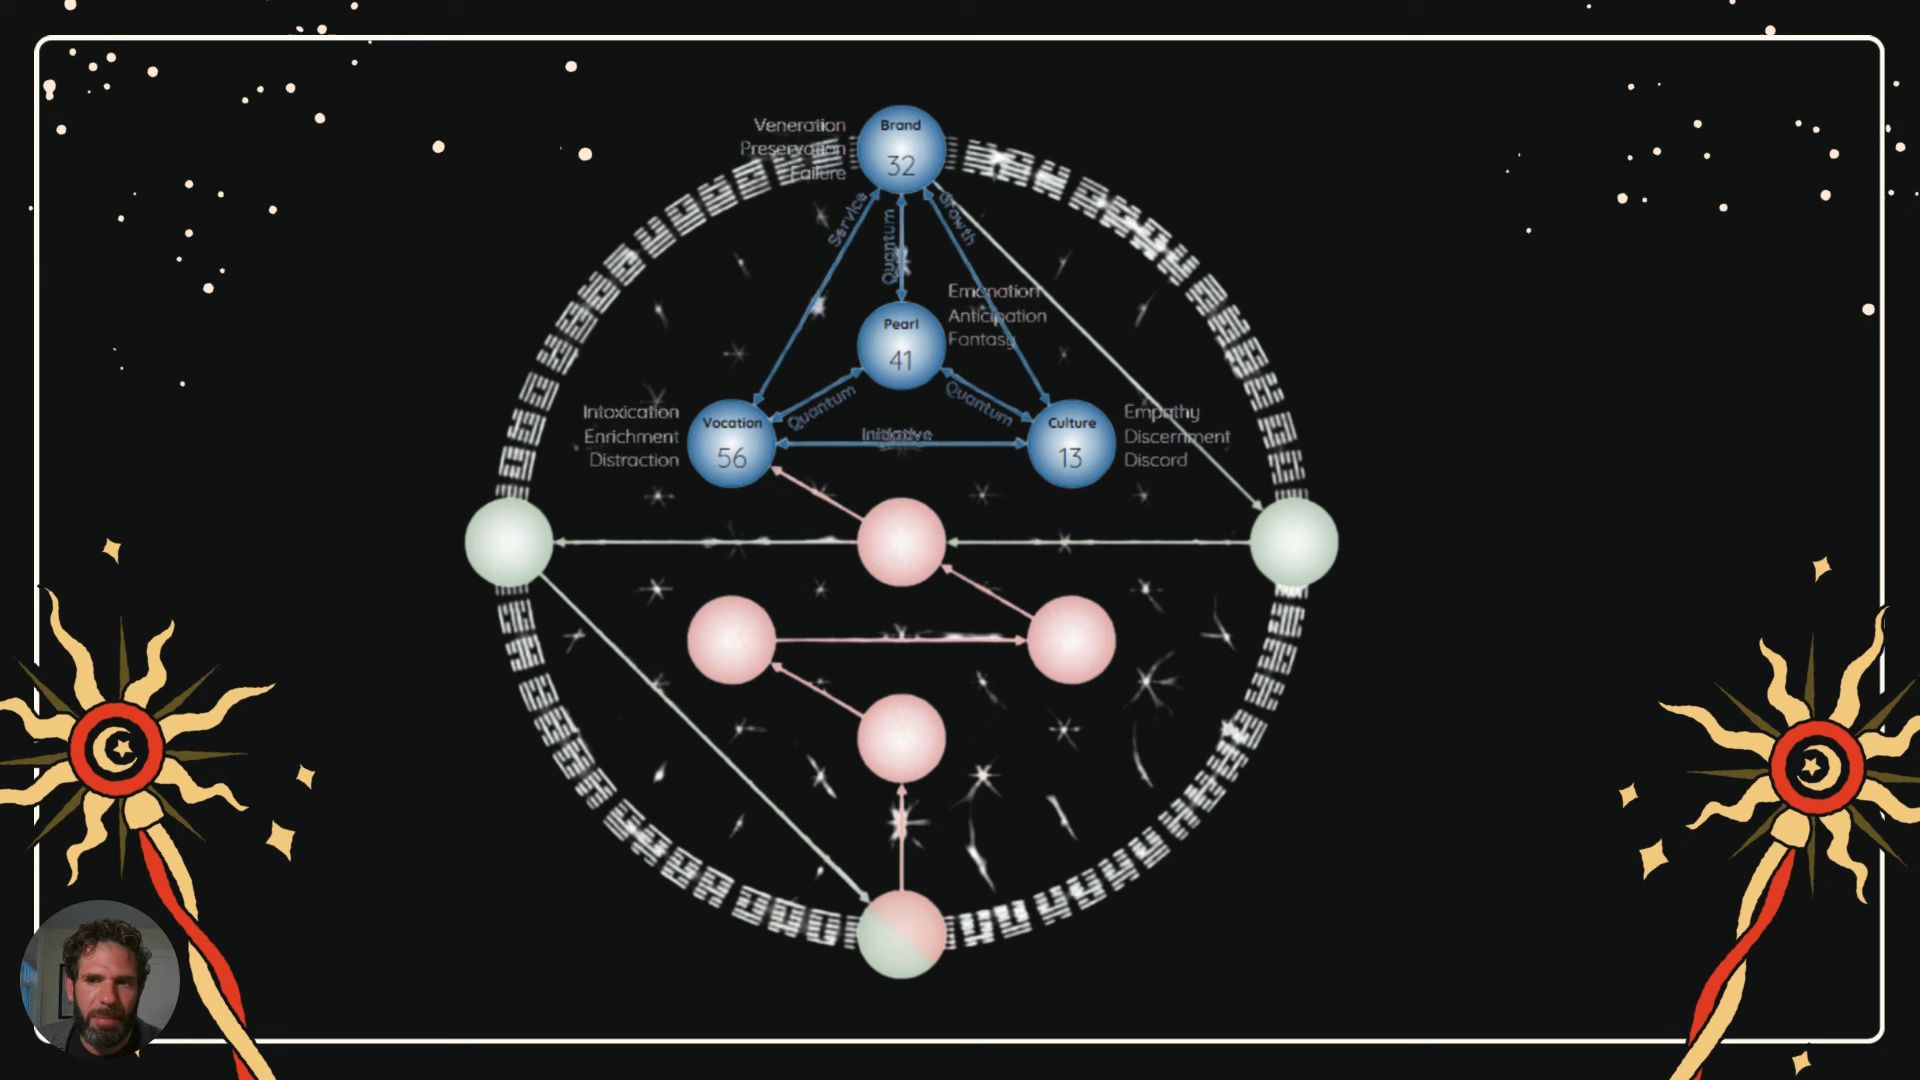 Veneration
Preservation
Failure
Brand
32
Service
Quantum
Growth
Emanation
Anticipation
Fantasy
Pearl
41
Intoxication
Enrichment
Distraction
Vocation
56
Quantum
Quantum
Initiative
Culture
13
Empathy
Discernment
Discord